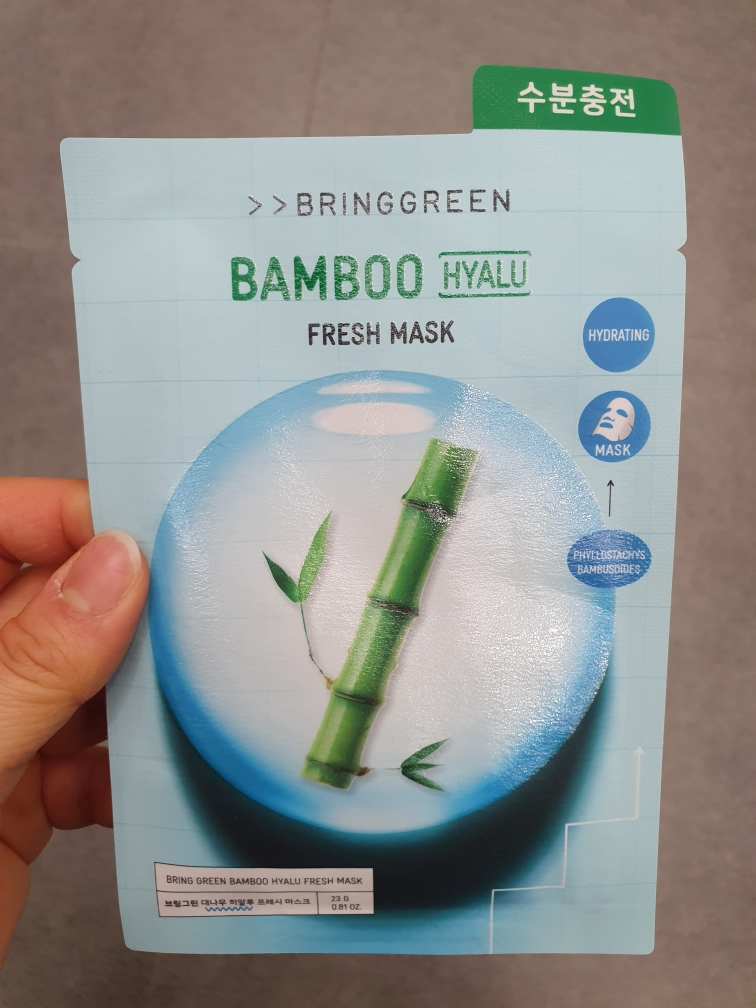 수분충전
>>BRINGGREEN
BAMBOO HYALU
FRESH MASK
HYDRATING
MASK
PHYLLOSTACHYS
BAMBUSOIDES
BRING GREEN BAMBOO HYALU FRESH MASK
브링그린 대나무 히알루 프레시 마스크
23 G
0.81 OZ.